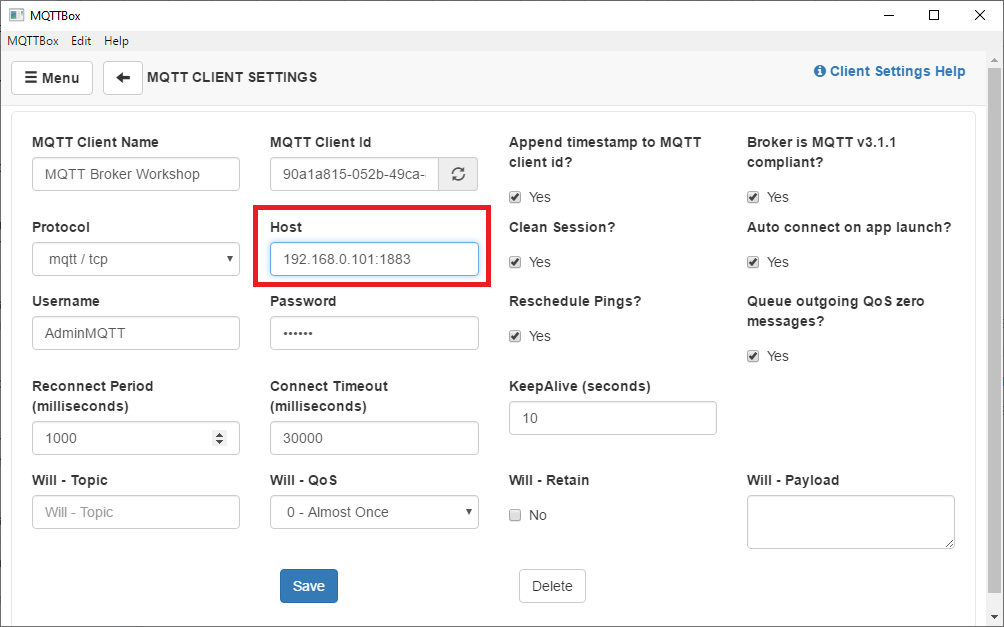 MQTTBox
MQTTBox Edit Help
Menu
MQTT CLIENT SETTINGS
Client Settings Help
MQTT Client Name
MQTT Broker Workshop
MQTT Client Id
90a1a815-052b-49ca-
Append timestamp to MQTT
client id?
Yes
Broker is MQTT v3.1.1
compliant?
Yes
Protocol
mqtt / tcp
Host
192.168.0.101:1883
Clean Session?
Yes
Auto connect on app launch?
Yes
Username
AdminMQTT
Password
••••••
Reschedule Pings?
Yes
Queue outgoing QoS zero
messages?
Yes
Reconnect Period
(milliseconds)
1000
Connect Timeout
(milliseconds)
30000
KeepAlive (seconds)
10
Will - Topic
Will - Topic
Will - QoS
0 - Almost Once
Will - Retain
No
Will - Payload
Save
Delete